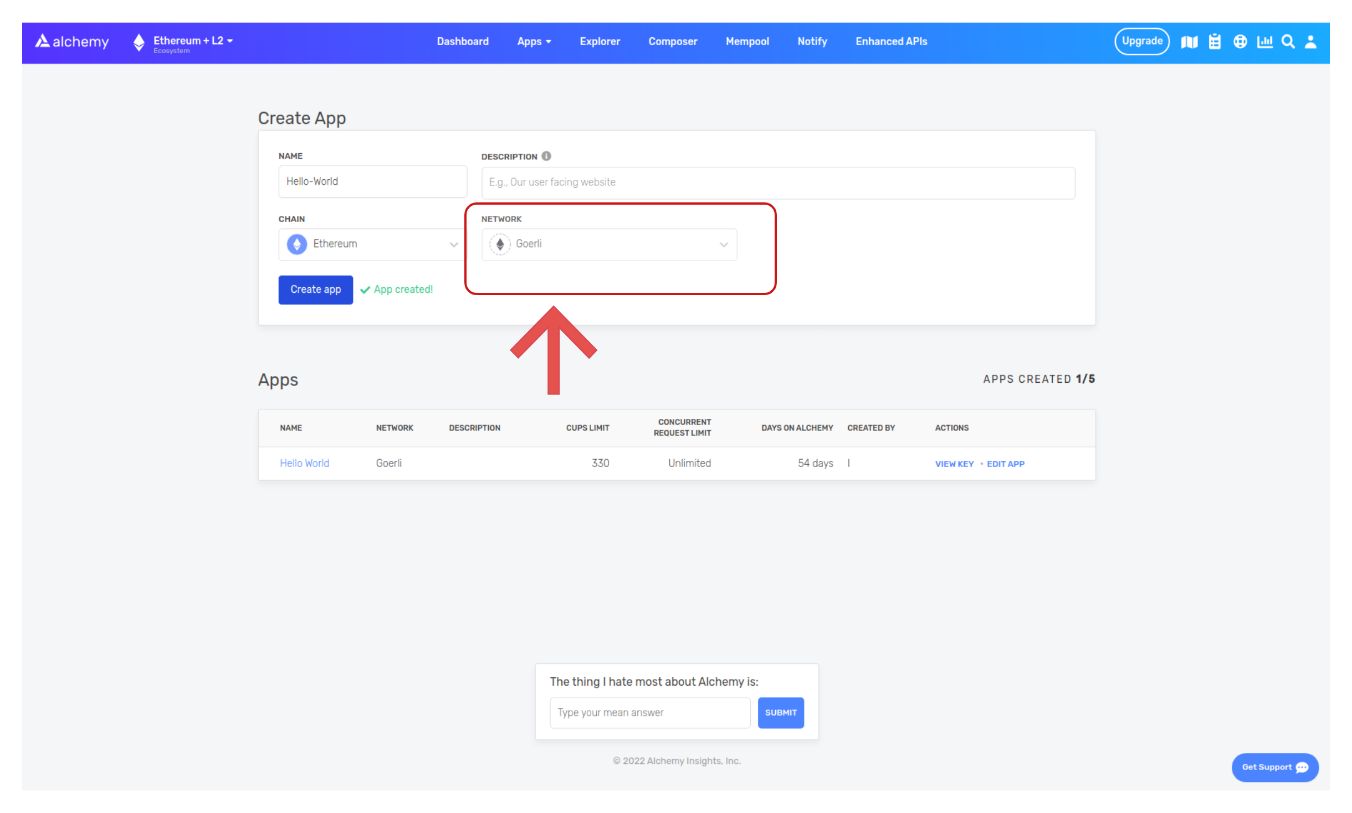 alchemy
Ethereum + L2
Ecosystem
Dashboard Apps Explorer Composer Mempool Notify Enhanced APIs
Upgrade
Create App
NAME DESCRIPTION
Hello-World E.g., Our user facing website
CHAIN NETWORK
Ethereum Goerli
Create app App created!
Apps APPS CREATED 1/5
NAME NETWORK DESCRIPTION CUPS LIMIT CONCURRENT REQUEST LIMIT DAYS ON ALCHEMY CREATED BY ACTIONS
Hello World Goerli 330 Unlimited 54 days I VIEW KEY • EDIT APP
The thing I hate most about Alchemy is:
Type your mean answer SUBMIT
© 2022 Alchemy Insights, Inc.
Get Support